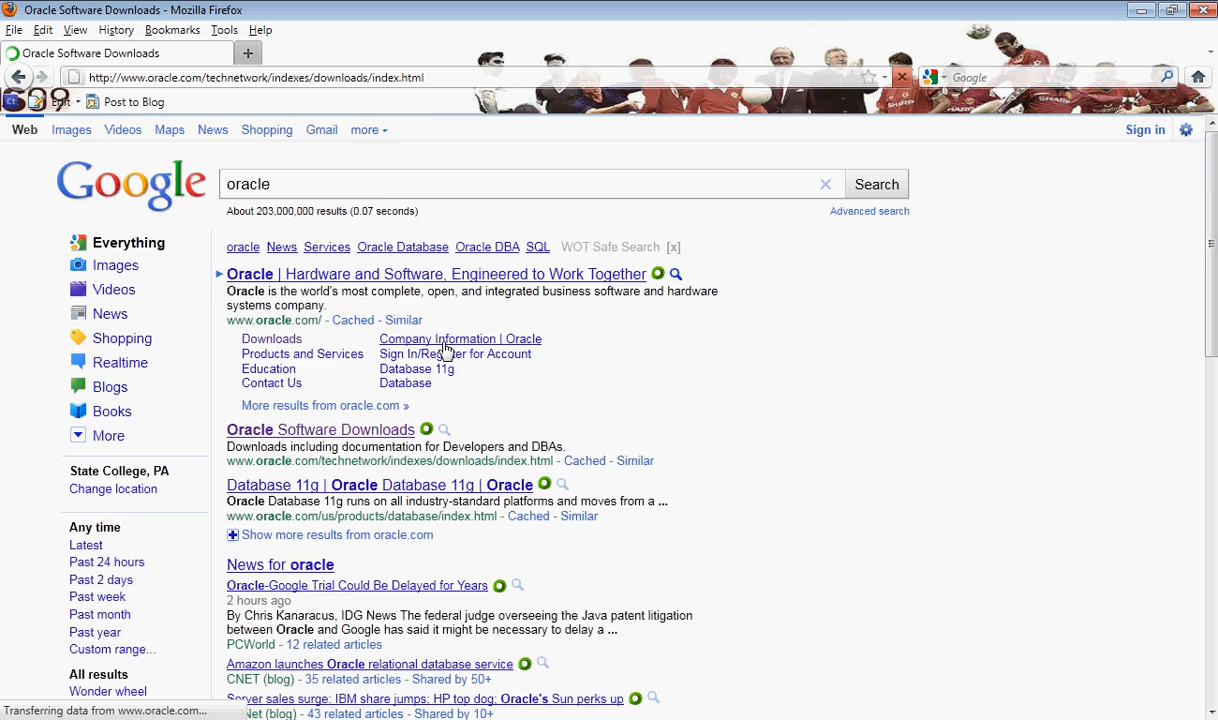 Oracle Software Downloads - Mozilla Firefox
File Edit View History Bookmarks Tools Help
Oracle Software Downloads
http://www.oracle.com/technetwork/indexes/downloads/index.html
Google
Post to Blog
Web Images Videos Maps News Shopping Gmail more
Sign in
Google
oracle
Search
About 203,000,000 results (0.07 seconds)
Advanced search
Everything
Images
Videos
News
Shopping
Realtime
Blogs
Books
More
State College, PA
Change location
Any time
Latest
Past 24 hours
Past 2 days
Past week
Past month
Past year
Custom range...
All results
Wonder wheel
oracle News Services Oracle Database Oracle DBA SQL WOT Safe Search [x]
Oracle | Hardware and Software, Engineered to Work Together
Oracle is the world's most complete, open, and integrated business software and hardware
systems company.
www.oracle.com/ - Cached - Similar
Downloads Company Information | Oracle
Products and Services Sign In/Register for Account
Education Database 11g
Contact Us Database
More results from oracle.com »
Oracle Software Downloads
Downloads including documentation for Developers and DBAs.
www.oracle.com/technetwork/indexes/downloads/index.html - Cached - Similar
Database 11g | Oracle Database 11g | Oracle
Oracle Database 11g runs on all industry-standard platforms and moves from a ...
www.oracle.com/us/products/database/index.html - Cached - Similar
Show more results from oracle.com
News for oracle
Oracle-Google Trial Could Be Delayed for Years
2 hours ago
By Chris Kanaracus, IDG News The federal judge overseeing the Java patent litigation
between Oracle and Google has said it might be necessary to delay a ...
PCWorld - 12 related articles
Amazon launches Oracle relational database service
CNET (blog) - 35 related articles - Shared by 50+
Server sales surge: IBM share jumps; HP top dog; Oracle's Sun perks up
Net (blog) - 43 related articles - Shared by 10+
Transferring data from www.oracle.com...